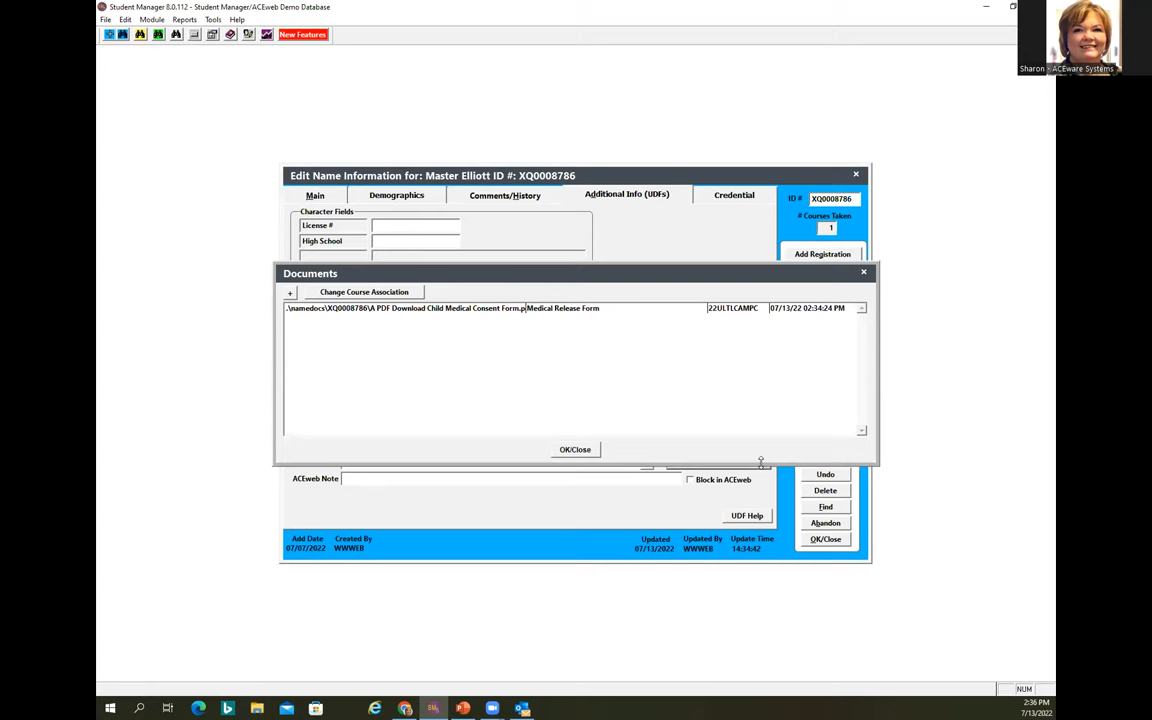 Student Manager 8.0.112 - Student Manager/ACEweb Demo Database
File Edit Module Reports Tools Help
New Features
Sharon - ACEware Systems
Edit Name Information for: Master Elliott ID #: XQ0008786
Main Demographics Comments/History Additional Info (UDFs) Credential
ID # XQ0008786
# Courses Taken
1
Character Fields
License #
High School
Add Registration
Documents
+ Change Course Association
.\namedocs\XQ0008786\A PDF Download Child Medical Consent Form.p Medical Release Form 22ULTLCAMPC 07/13/22 02:34:24 PM
OK/Close
ACEweb Note
Block in ACEweb
UDF Help
Undo
Delete
Find
Abandon
OK/Close
Add Date Created By Updated Updated By Update Time
07/07/2022 WWWEB 07/13/2022 WWWEB 14:34:42
NUM
2:36 PM
7/13/2022